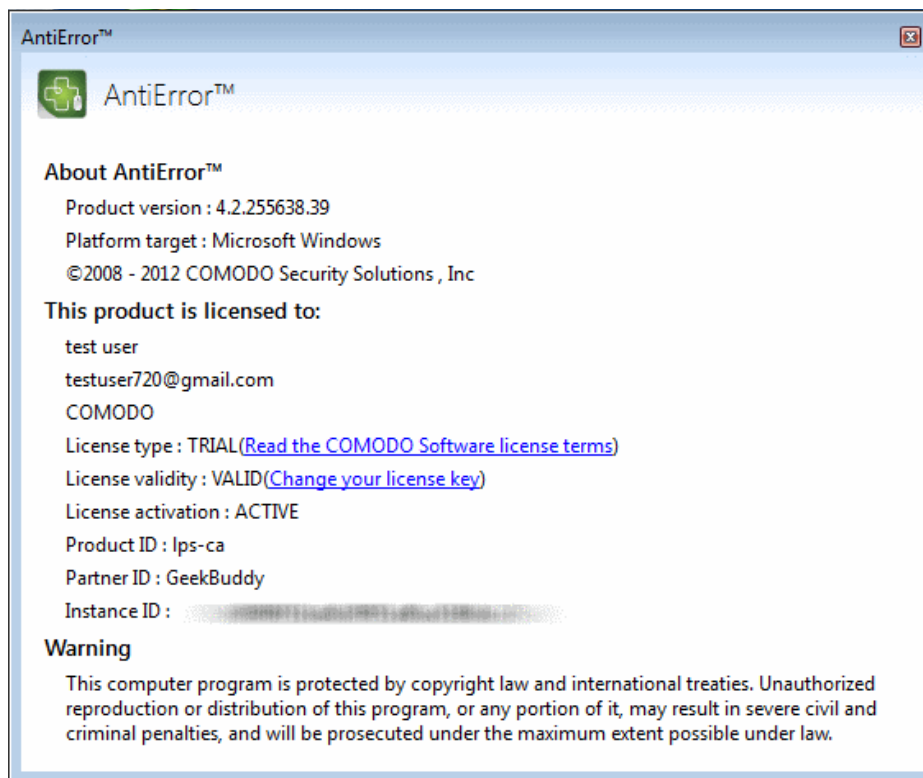 AntiError™
AntiError™
About AntiError™
Product version : 4.2.255638.39
Platform target : Microsoft Windows
©2008 - 2012 COMODO Security Solutions , Inc
This product is licensed to:
test user
testuser720@gmail.com
COMODO
License type : TRIAL(Read the COMODO Software license terms)
License validity : VALID(Change your license key)
License activation : ACTIVE
Product ID : lps-ca
Partner ID : GeekBuddy
Instance ID :
Warning
This computer program is protected by copyright law and international treaties. Unauthorized
reproduction or distribution of this program, or any portion of it, may result in severe civil and
criminal penalties, and will be prosecuted under the maximum extent possible under law.